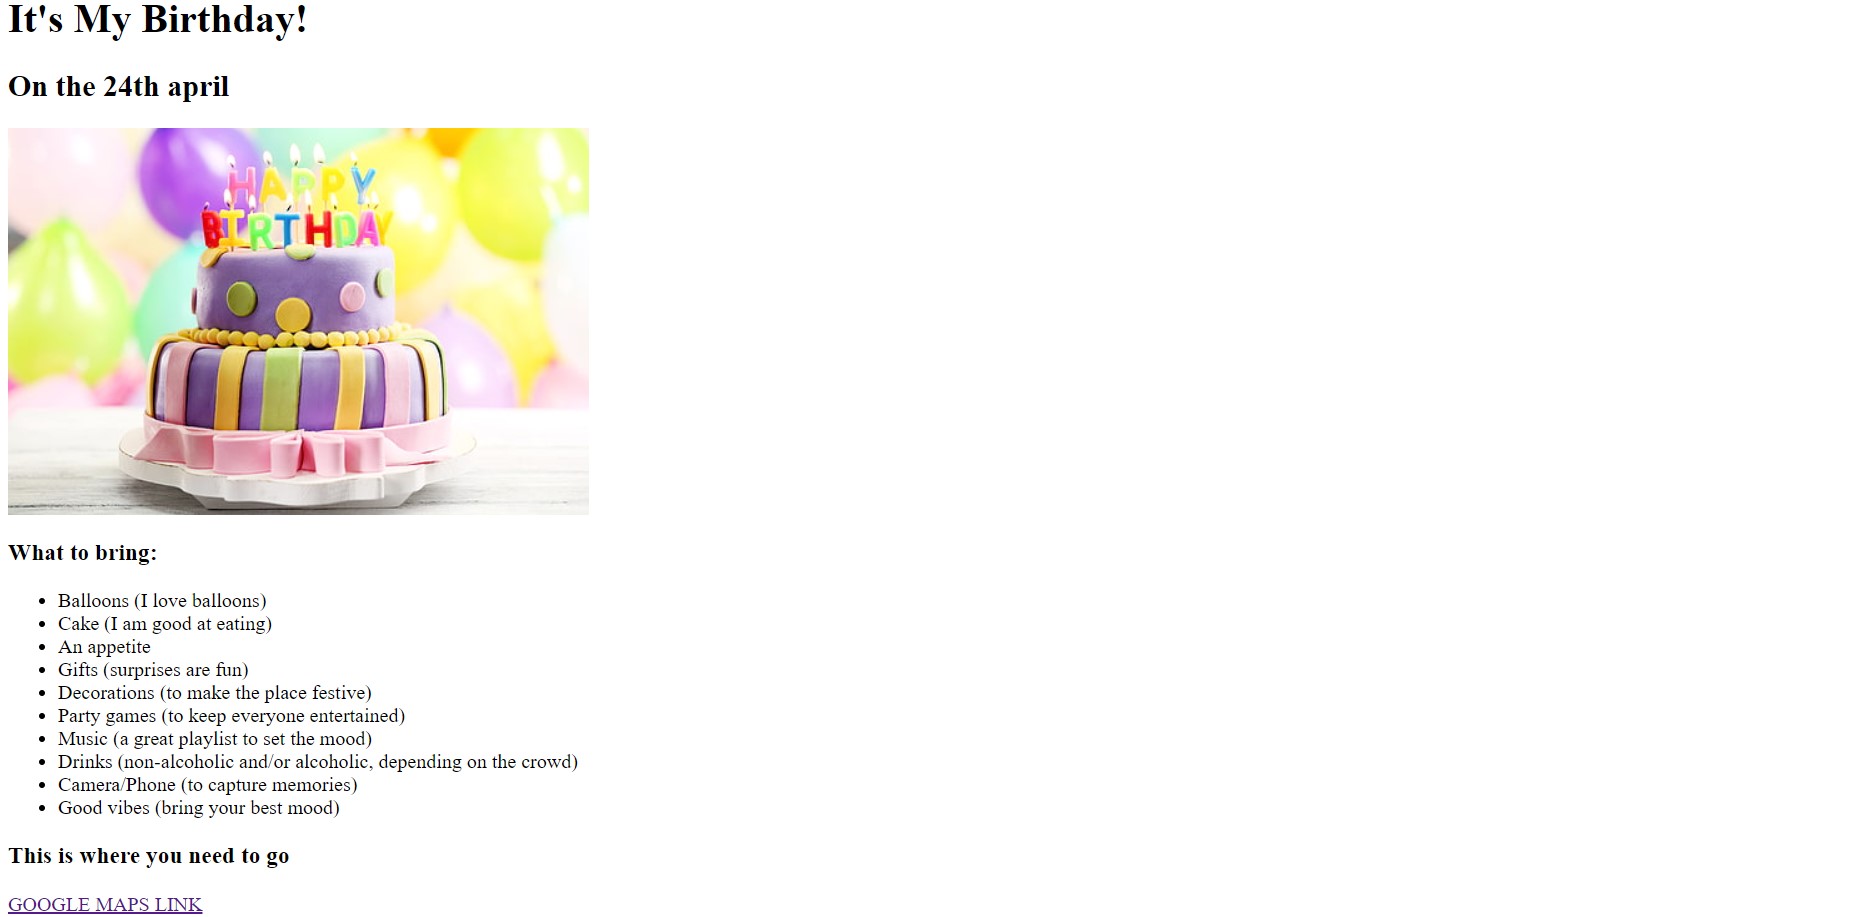 It's My Birthday!
On the 24th april
HAPPY
BIRTHDAY
What to bring:
Balloons (I love balloons)
Cake (I am good at eating)
An appetite
Gifts (surprises are fun)
Decorations (to make the place festive)
Party games (to keep everyone entertained)
Music (a great playlist to set the mood)
Drinks (non-alcoholic and/or alcoholic, depending on the crowd)
Camera/Phone (to capture memories)
Good vibes (bring your best mood)
This is where you need to go
GOOGLE MAPS LINK